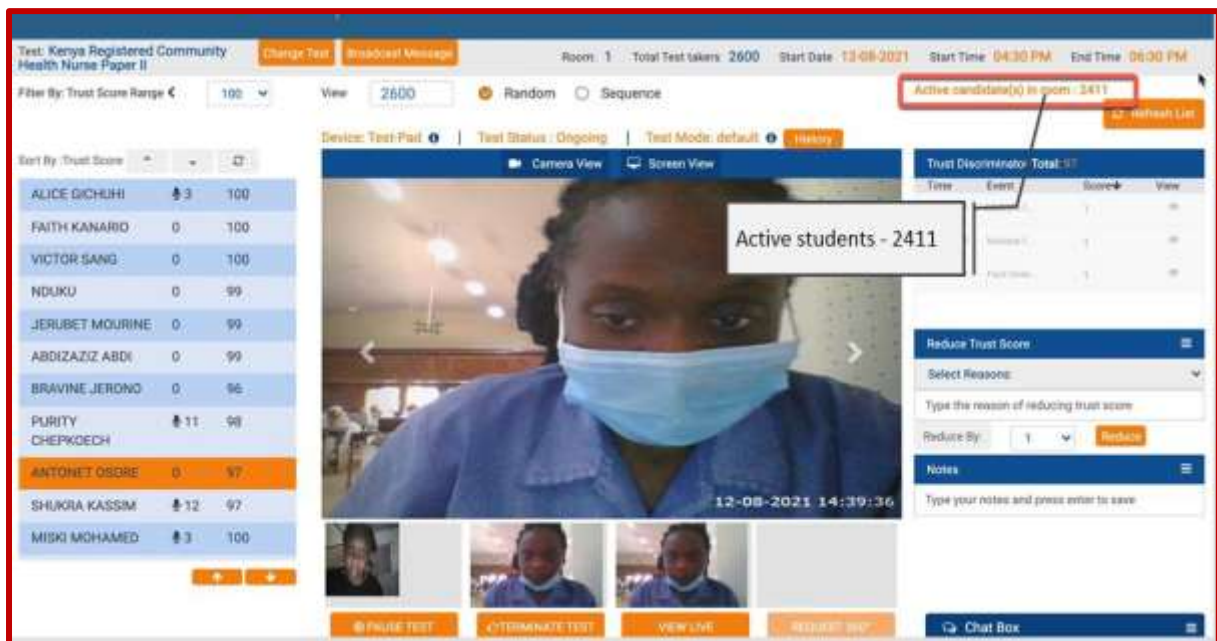 Test: Kenya Registered Community Health Nurse Paper II
Change Test
Broadcast Message
Room 1 Total Test takers 2600 Start Date 12-08-2021 Start Time 04:30 PM End Time 06:00 PM
Filter By: Trust Score Range < 100
View 2600 Random Sequence
Active candidate(s) in room : 2411
Refresh List
Device: Test-Pad | Test Status : Ongoing | Test Mode: default History
Sort By :Trust Score
Camera View Screen View
Trust Discriminator Total: 97
Time Event Score View
ALICE GICHUHI 3 100
FAITH KANARIO 0 100
VICTOR SANG 0 100
NDUKU 0 99
JERUBET MOURINE 0 99
ABDIZAZIZ ABDI 0 99
BRAVINE JERONO 0 96
PURITY CHEPKOECH 11 98
ANTONET OSORE 0 97
SHUKRA KASSIM 12 97
MISKI MOHAMED 3 100
Active students - 2411
1
1
1
12-08-2021 14:39:36
Reduce Trust Score
Select Reasons:
Type the reason of reducing trust score
Reduce By: 1 Reduce
Notes
Type your notes and press enter to save
PAUSE TEST
TERMINATE TEST
VIEW LIVE
REQUEST 360°
Chat Box